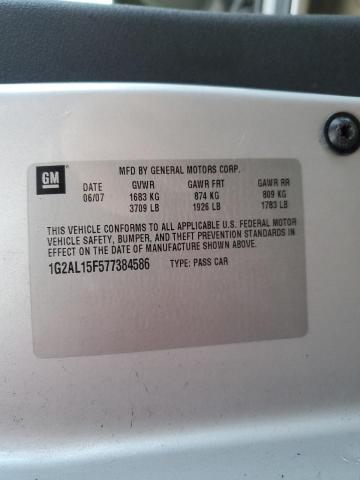 GM
MFD BY GENERAL MOTORS CORP.
DATE GVWR GAWR FRT GAWR RR
06/07 1683 KG 874 KG 809 KG
3709 LB 1926 LB 1783 LB
THIS VEHICLE CONFORMS TO ALL APPLICABLE U.S. FEDERAL MOTOR
VEHICLE SAFETY, BUMPER, AND THEFT PREVENTION STANDARDS IN
EFFECT ON THE DATE OF MANUFACTURE SHOWN ABOVE.
1G2AL15F577384586 TYPE: PASS CAR